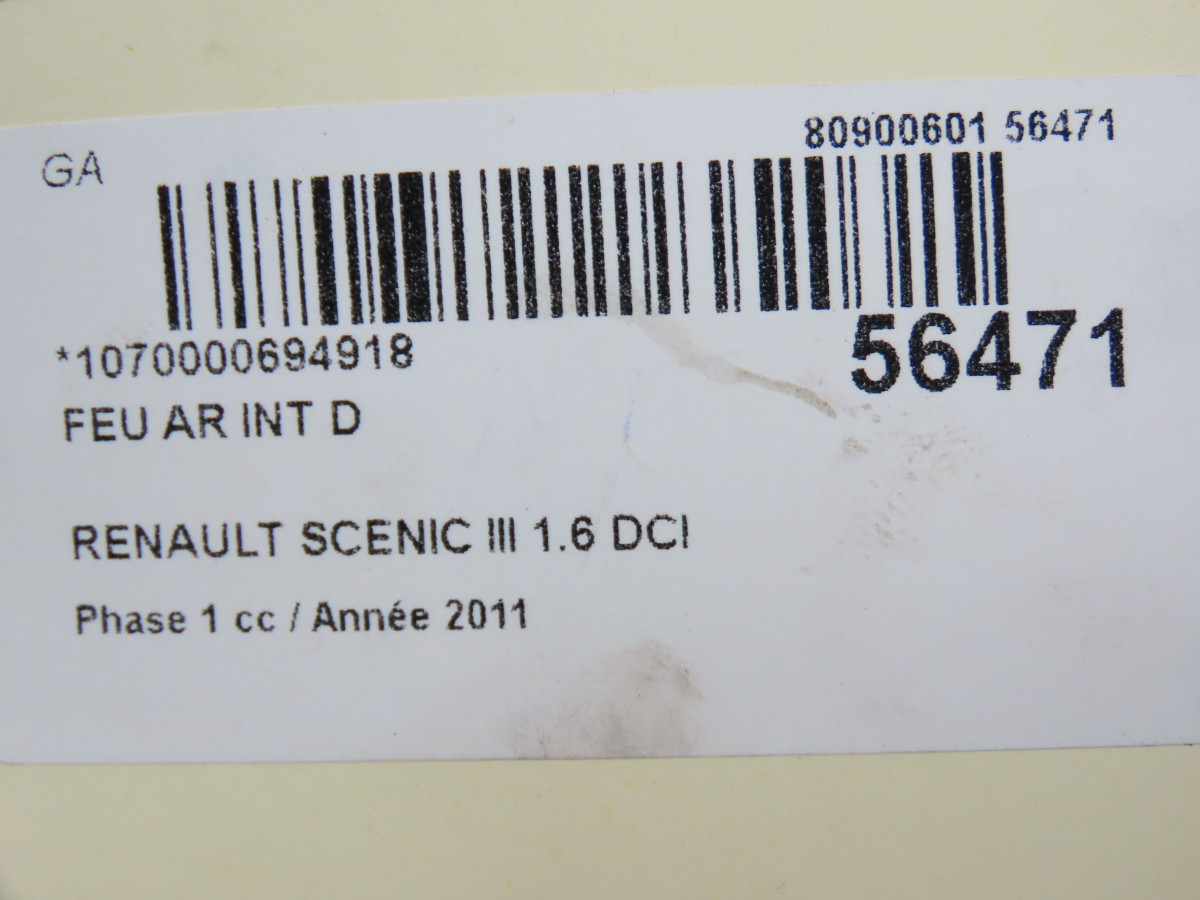 80900601 56471
GA
56471
*1070000694918
FEU AR INT D
RENAULT SCENIC III 1.6 DCI
Phase 1 cc / Année 2011